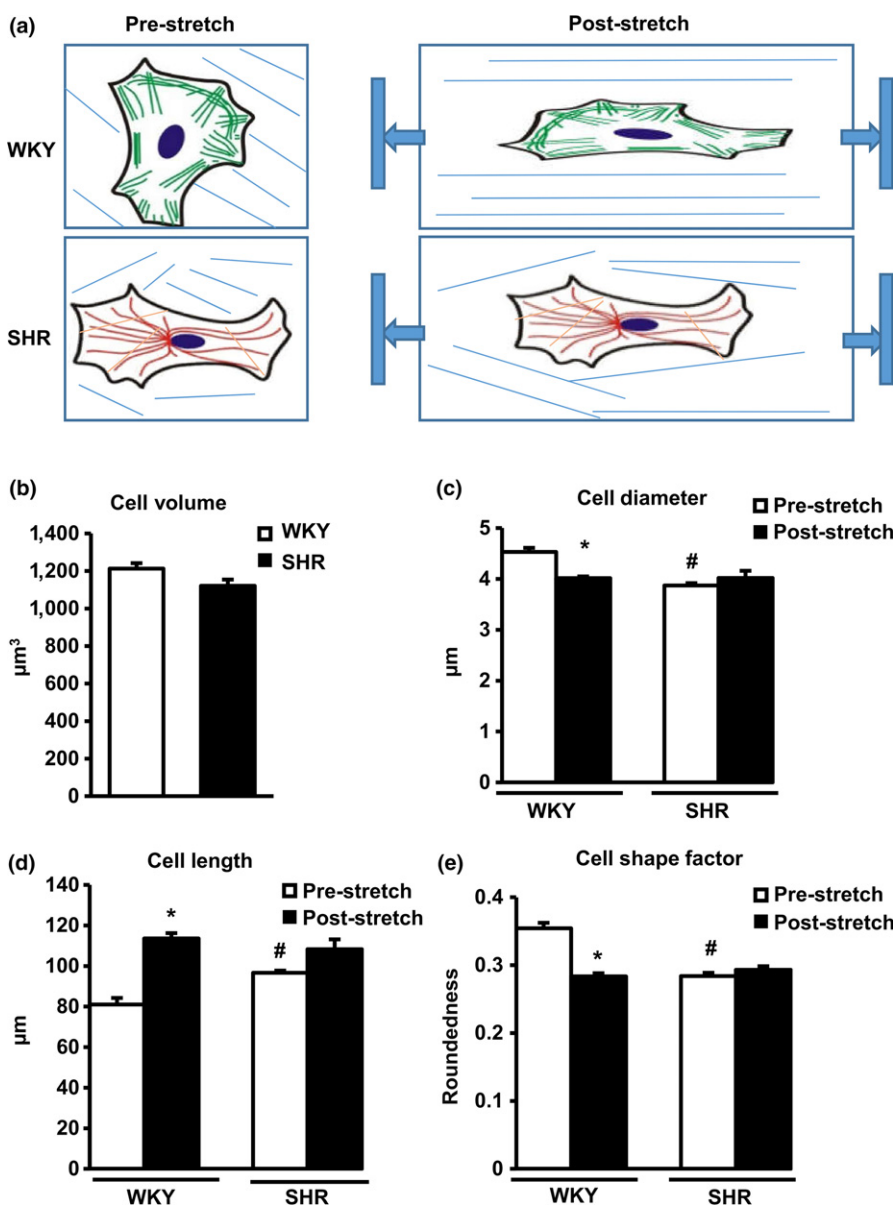 (a)
Pre-stretch
Post-stretch
WKY
SHR
(b)
Cell volume
WKY
SHR
1,400
1,200
1,000
800
600
400
200
0
µm³
(c)
Cell diameter
Pre-stretch
Post-stretch
5
4
3
2
1
0
µm
*
#
WKY
SHR
(d)
Cell length
Pre-stretch
Post-stretch
140
120
100
80
60
40
20
0
µm
*
#
WKY
SHR
(e)
Cell shape factor
Pre-stretch
Post-stretch
0.4
0.3
0.2
0.1
0
Roundedness
*
#
WKY
SHR